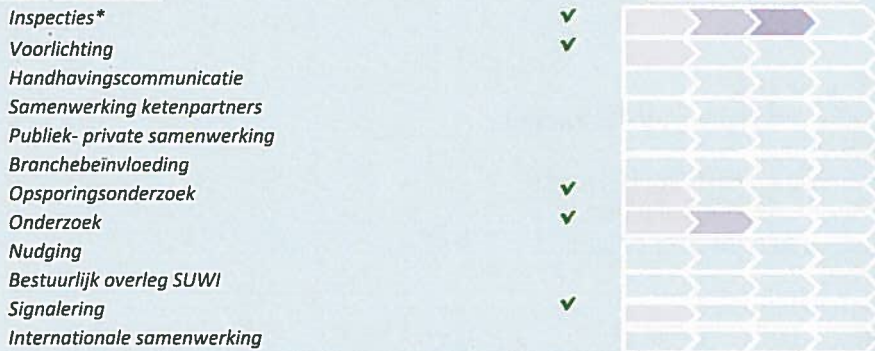 Inspecties* ✓
Voorlichting ✓
Handhavingscommunicatie
Samenwerking ketenpartners
Publiek- private samenwerking
Branchebeïnvloeding
Opsporingsonderzoek ✓
Onderzoek ✓
Nudging
Bestuurlijk overleg SUWI
Signalering ✓
Internationale samenwerking